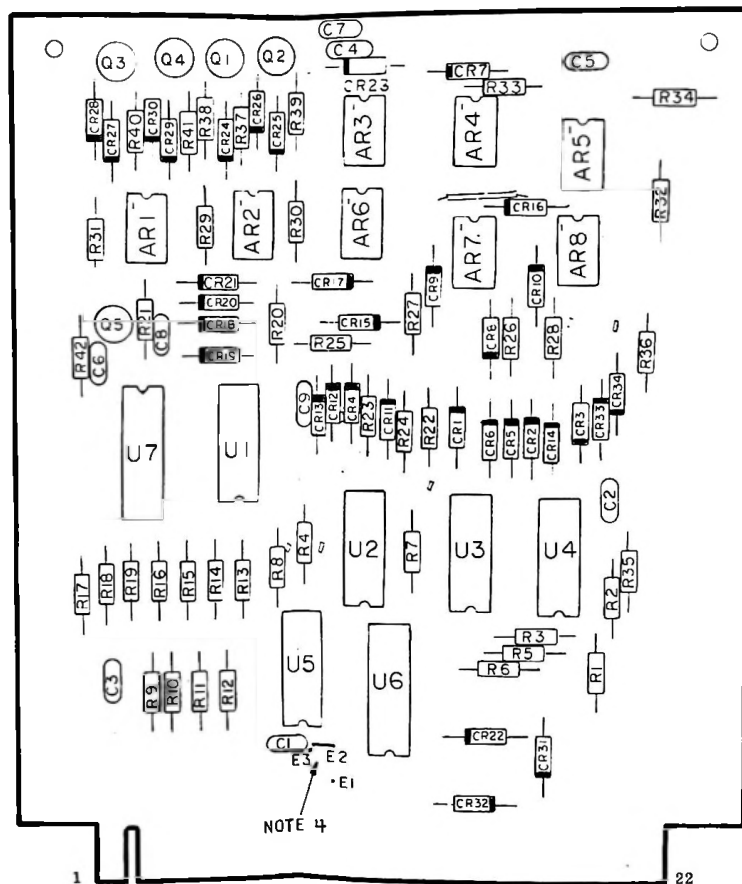 C7
Q3 Q4 Q1 Q2 C4 C5
CR7
CR23 R33 R34
CR28 CR27 R40 CR30 CR29 R41 R38 CR24 R37 CR26 CR25 R39 AR3 AR4 AR5
R31 AR1 R29 AR2 R30 AR6 AR7 CR16 AR8 R32
CR21 CR17 CR9 CR10
CR20
Q5 R21 C8 CR18 R20 CR15 R27 CR8 R26 R28 R36
R42 C6 R25
C9 CR13 CR12 CR4 R23 CR11 R24 R22 CR1 CR6 CR5 CR2 CR14 CR3 CR33 CR34
U7 U1
C2
R17 R18 R19 R16 R15 R14 R13 R8 R4 U2 R7 U3 U4 R2 R35
R3
R5
R6 R1
C3 R9 R10 R11 R12 U5 U6
C1 CR22 CR31
E3 E2
E1
CR32
NOTE 4
1 22